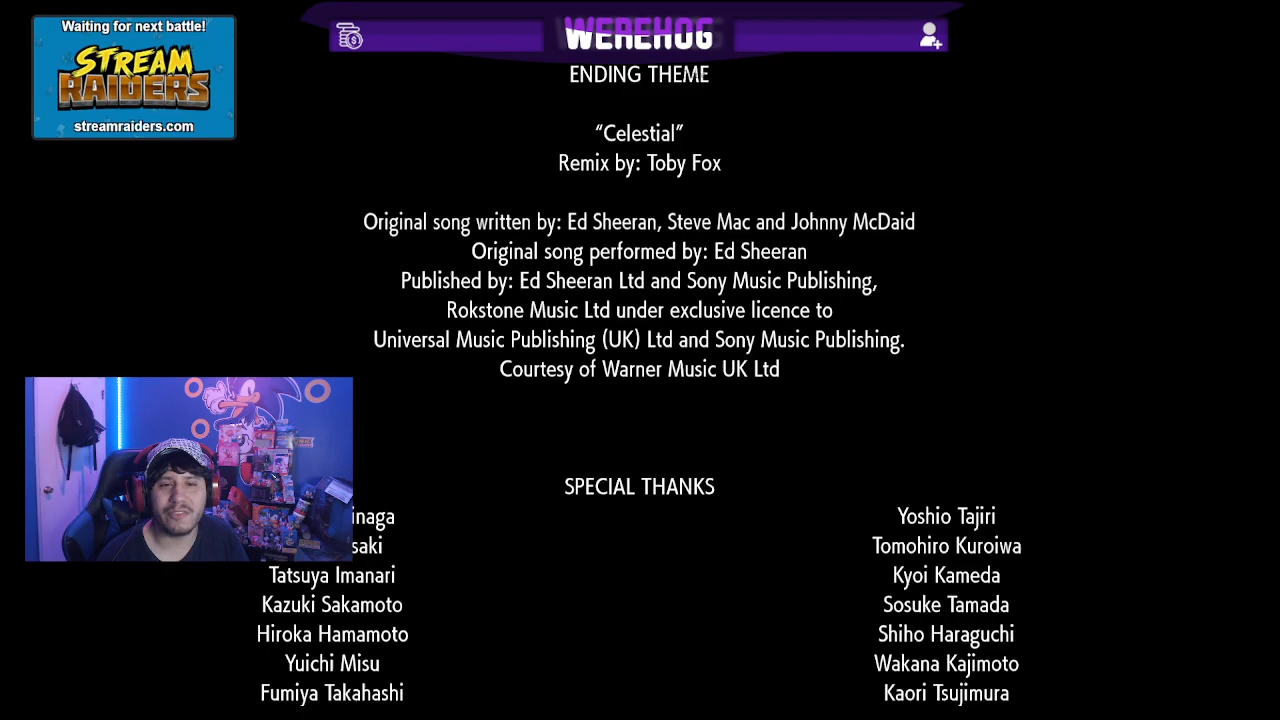 Waiting for next battle!
STREAM
RAIDERS
streamraiders.com
WEREHOG
ENDING THEME
“Celestial”
Remix by: Toby Fox
Original song written by: Ed Sheeran, Steve Mac and Johnny McDaid
Original song performed by: Ed Sheeran
Published by: Ed Sheeran Ltd and Sony Music Publishing,
Rokstone Music Ltd under exclusive licence to
Universal Music Publishing (UK) Ltd and Sony Music Publishing.
Courtesy of Warner Music UK Ltd
SPECIAL THANKS
Yoshio Tajiri
Tomohiro Kuroiwa
Tatsuya Imanari Kyoi Kameda
Kazuki Sakamoto Sosuke Tamada
Hiroka Hamamoto Shiho Haraguchi
Yuichi Misu Wakana Kajimoto
Fumiya Takahashi Kaori Tsujimura